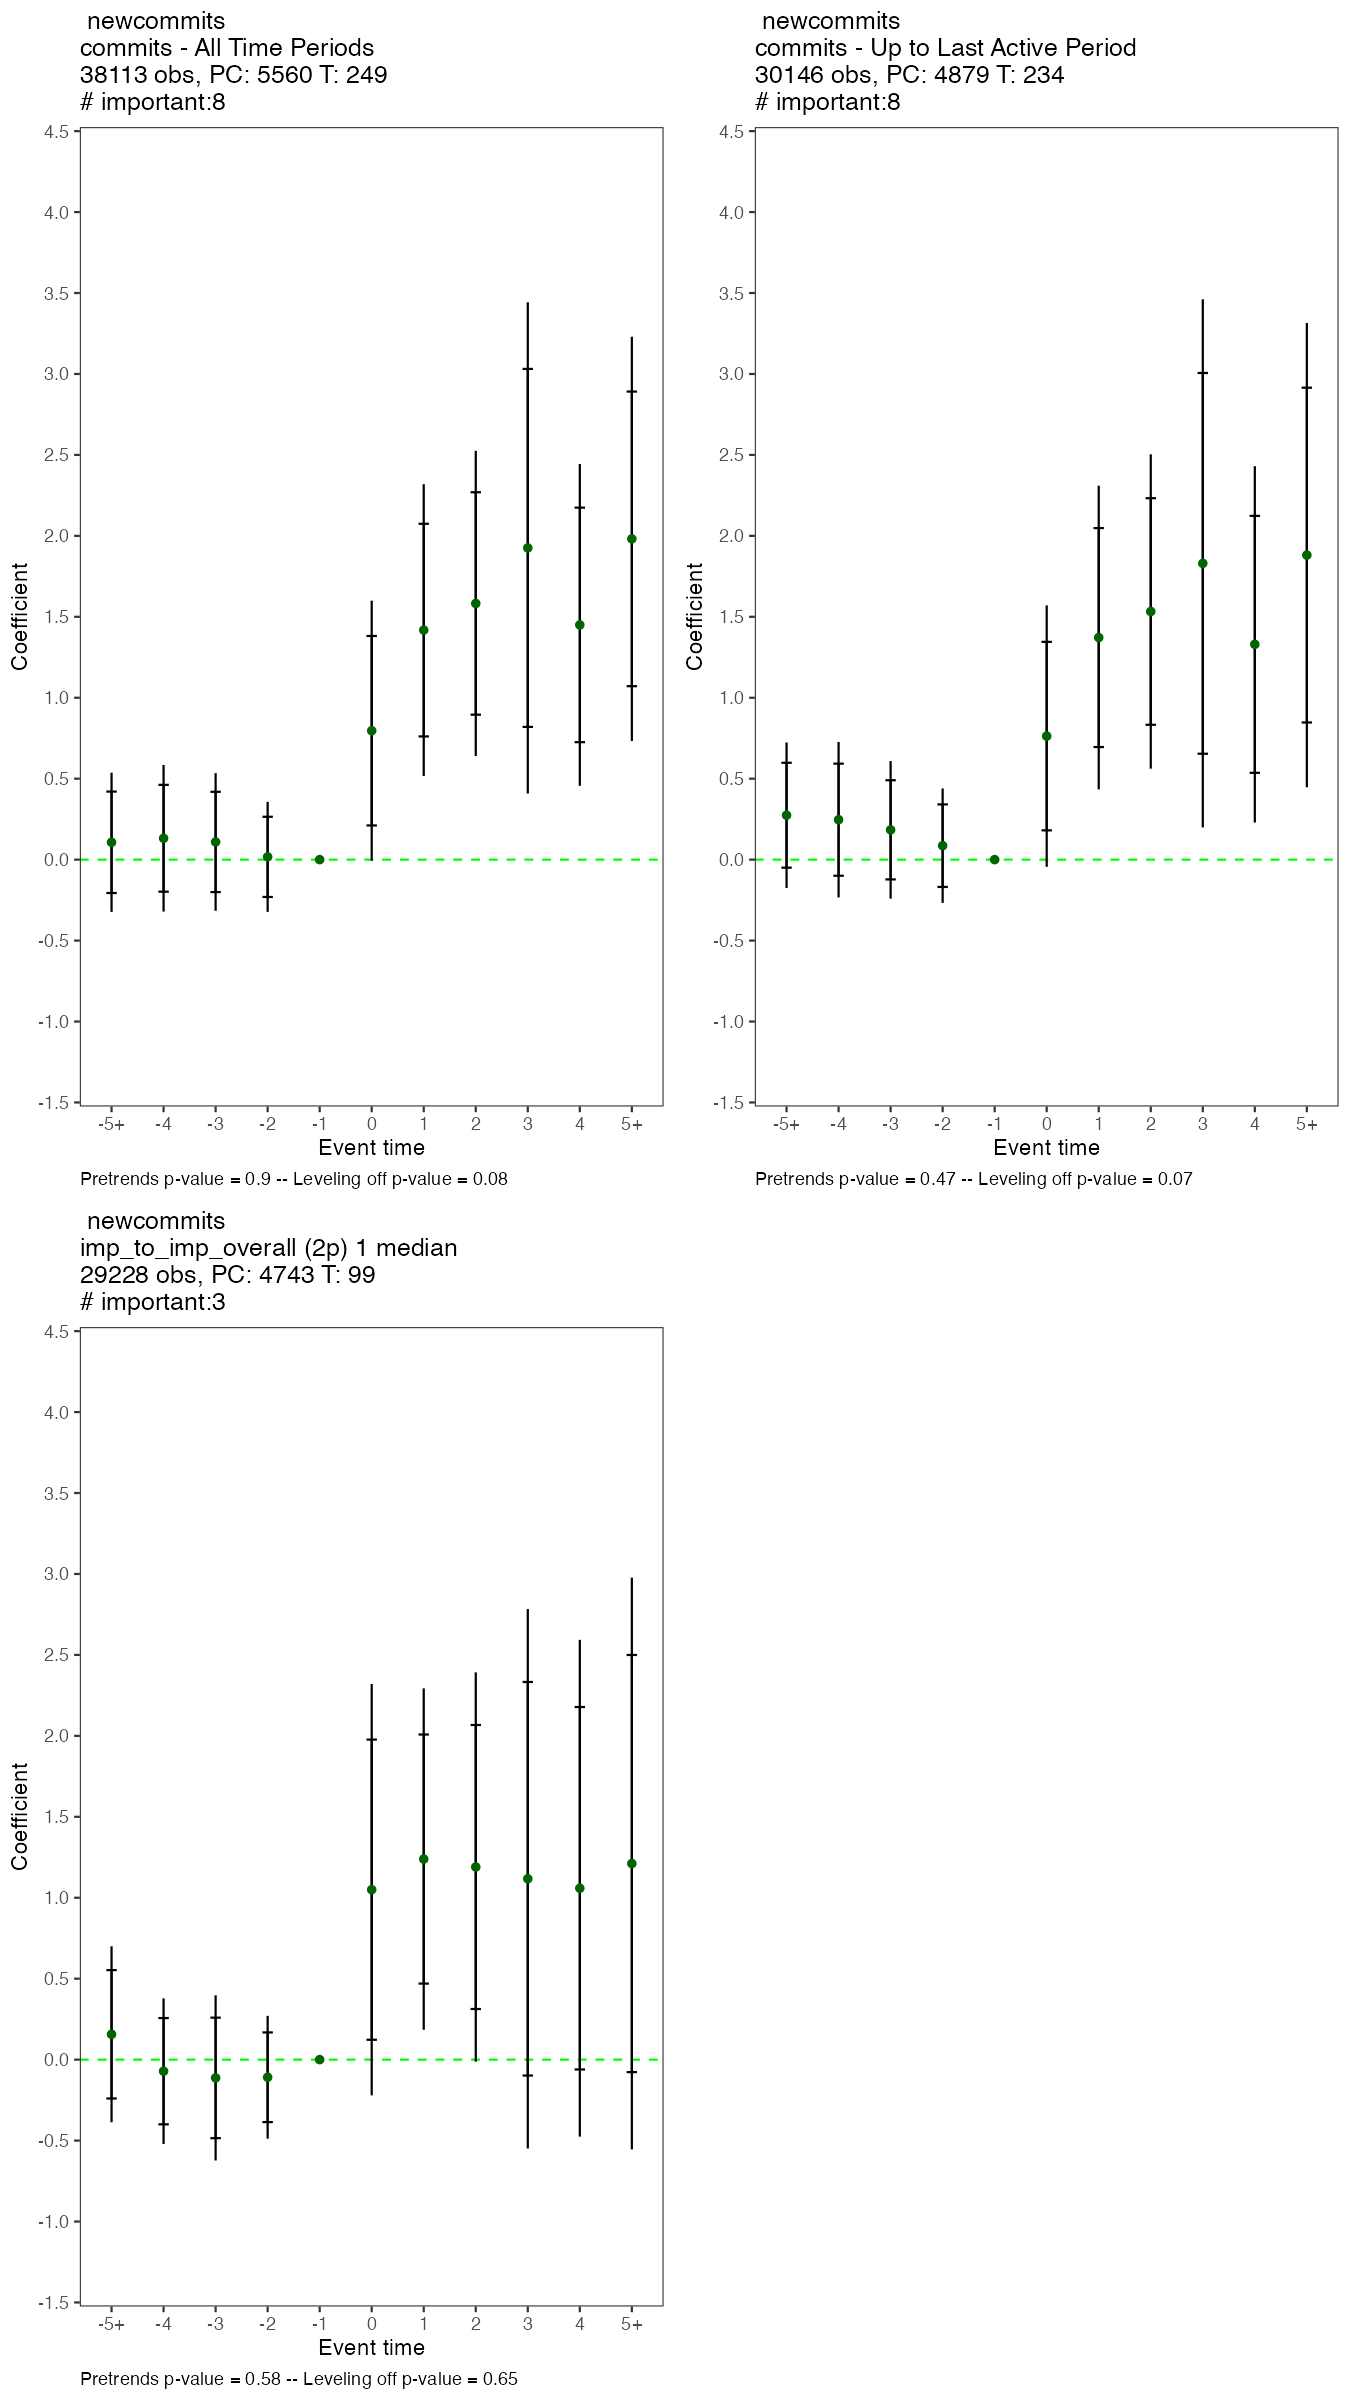 newcommits
commits - All Time Periods
38113 obs, PC: 5560 T: 249
# important:8
4.5
4.0
3.5
3.0
2.5
2.0
1.5
1.0
0.5
0.0
-0.5
-1.0
-1.5
Coefficient
-5+ -4 -3 -2 -1 0 1 2 3 4 5+
Event time
Pretrends p-value = 0.9 -- Leveling off p-value = 0.08
newcommits
commits - Up to Last Active Period
30146 obs, PC: 4879 T: 234
# important:8
4.5
4.0
3.5
3.0
2.5
2.0
1.5
1.0
0.5
0.0
-0.5
-1.0
-1.5
Coefficient
-5+ -4 -3 -2 -1 0 1 2 3 4 5+
Event time
Pretrends p-value = 0.47 -- Leveling off p-value = 0.07
newcommits
imp_to_imp_overall (2p) 1 median
29228 obs, PC: 4743 T: 99
# important:3
4.5
4.0
3.5
3.0
2.5
2.0
1.5
1.0
0.5
0.0
-0.5
-1.0
-1.5
Coefficient
-5+ -4 -3 -2 -1 0 1 2 3 4 5+
Event time
Pretrends p-value = 0.58 -- Leveling off p-value = 0.65